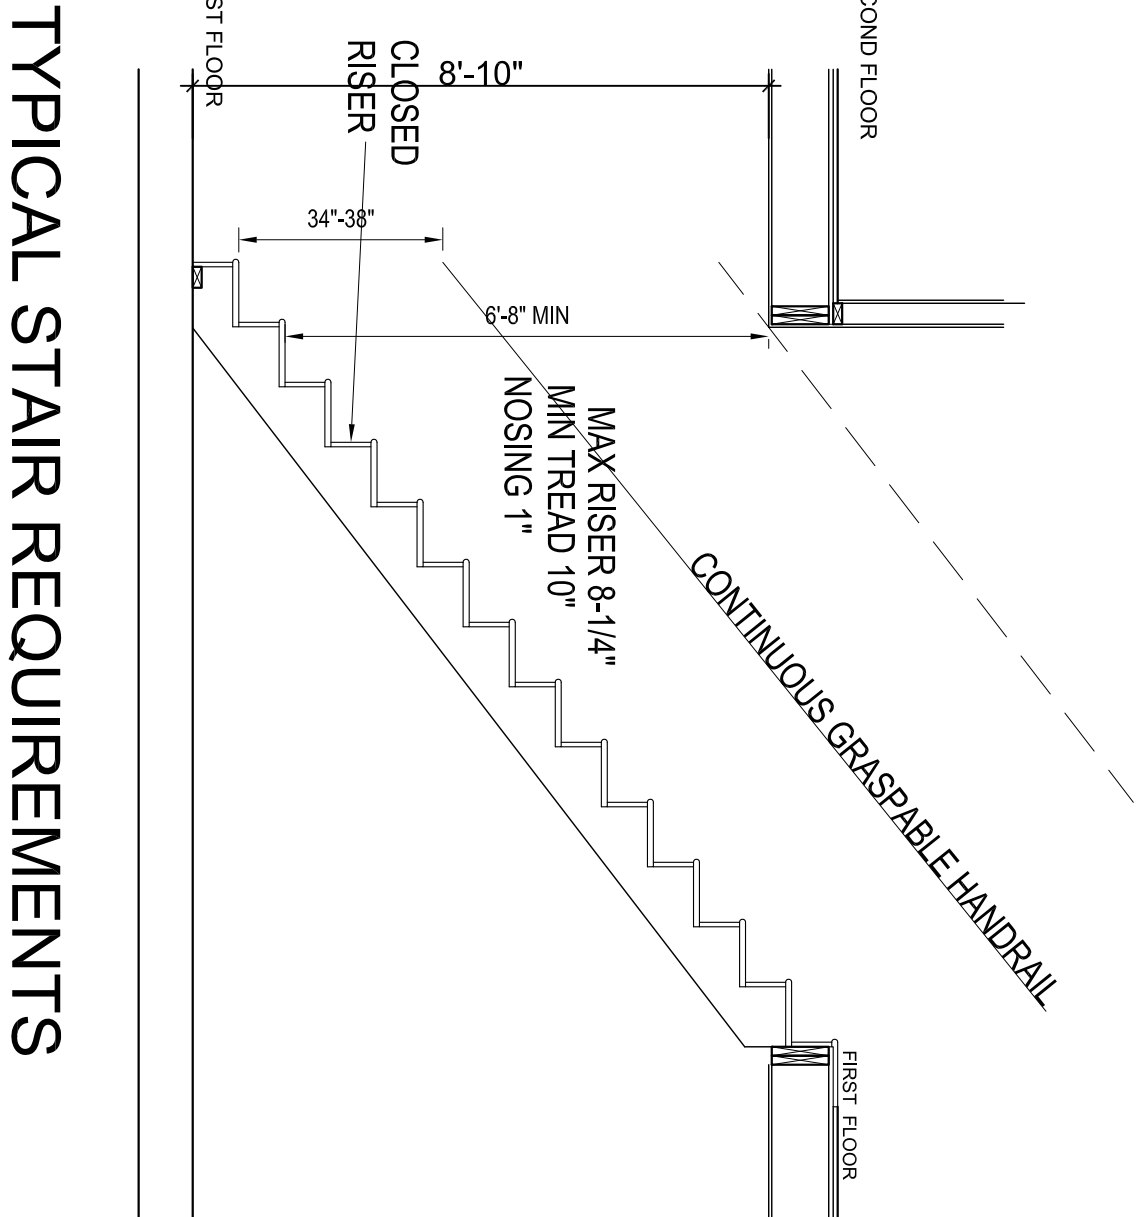 TYPICAL STAIR REQUIREMENTS
ST FLOOR
COND FLOOR
8'-10"
CLOSED
RISER
34"-38"
6'-8" MIN
MAX RISER 8-1/4"
MIN TREAD 10"
NOSING 1"
CONTINUOUS GRASPABLE HANDRAIL
FIRST FLOOR